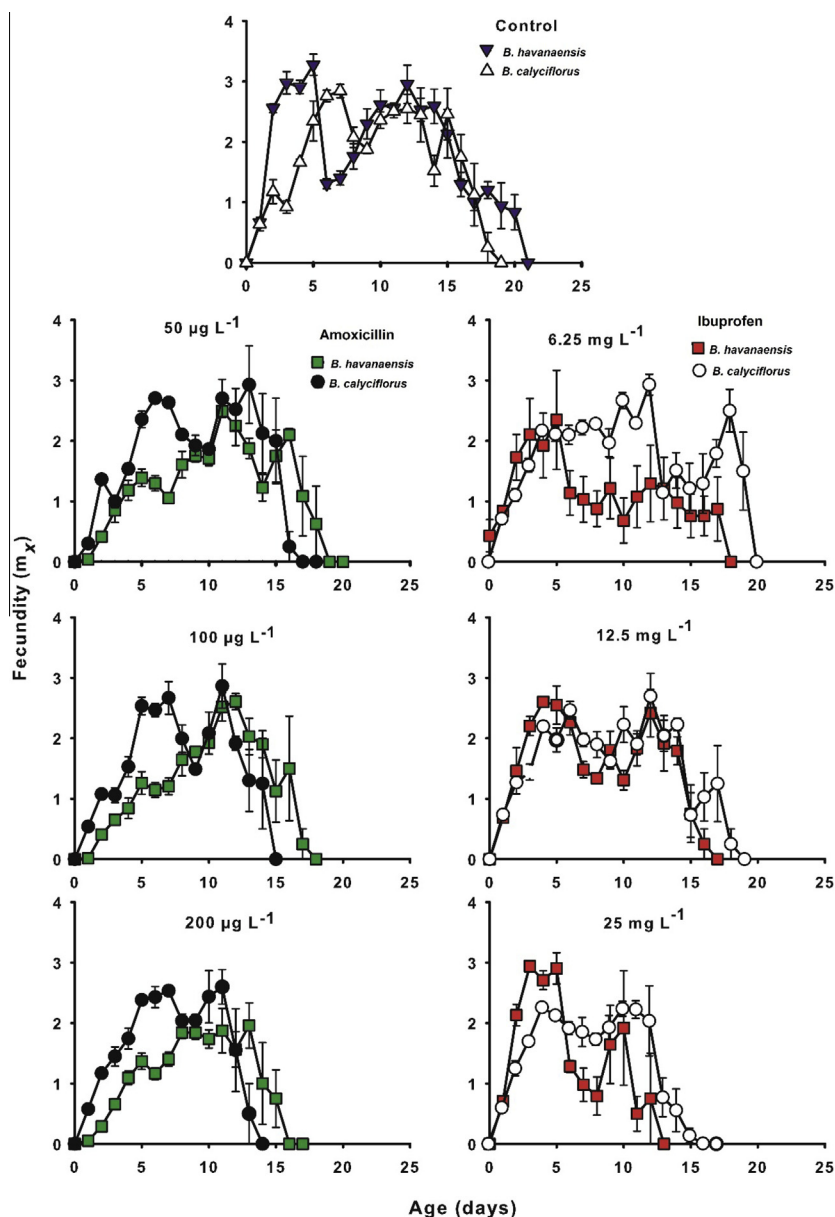 Control
B. havanaensis
B. calyciflorus
4
3
2
1
0
0 5 10 15 20 25
50 µg L-1
Amoxicillin
B. havanaensis
B. calyciflorus
4
3
2
1
0
0 5 10 15 20 25
6.25 mg L-1
Ibuprofen
B. havanaensis
B. calyciflorus
4
3
2
1
0
0 5 10 15 20 25
Fecundity (mx)
100 µg L-1
4
3
2
1
0
0 5 10 15 20 25
12.5 mg L-1
4
3
2
1
0
0 5 10 15 20 25
200 µg L-1
4
3
2
1
0
0 5 10 15 20 25
25 mg L-1
4
3
2
1
0
0 5 10 15 20 25
Age (days)